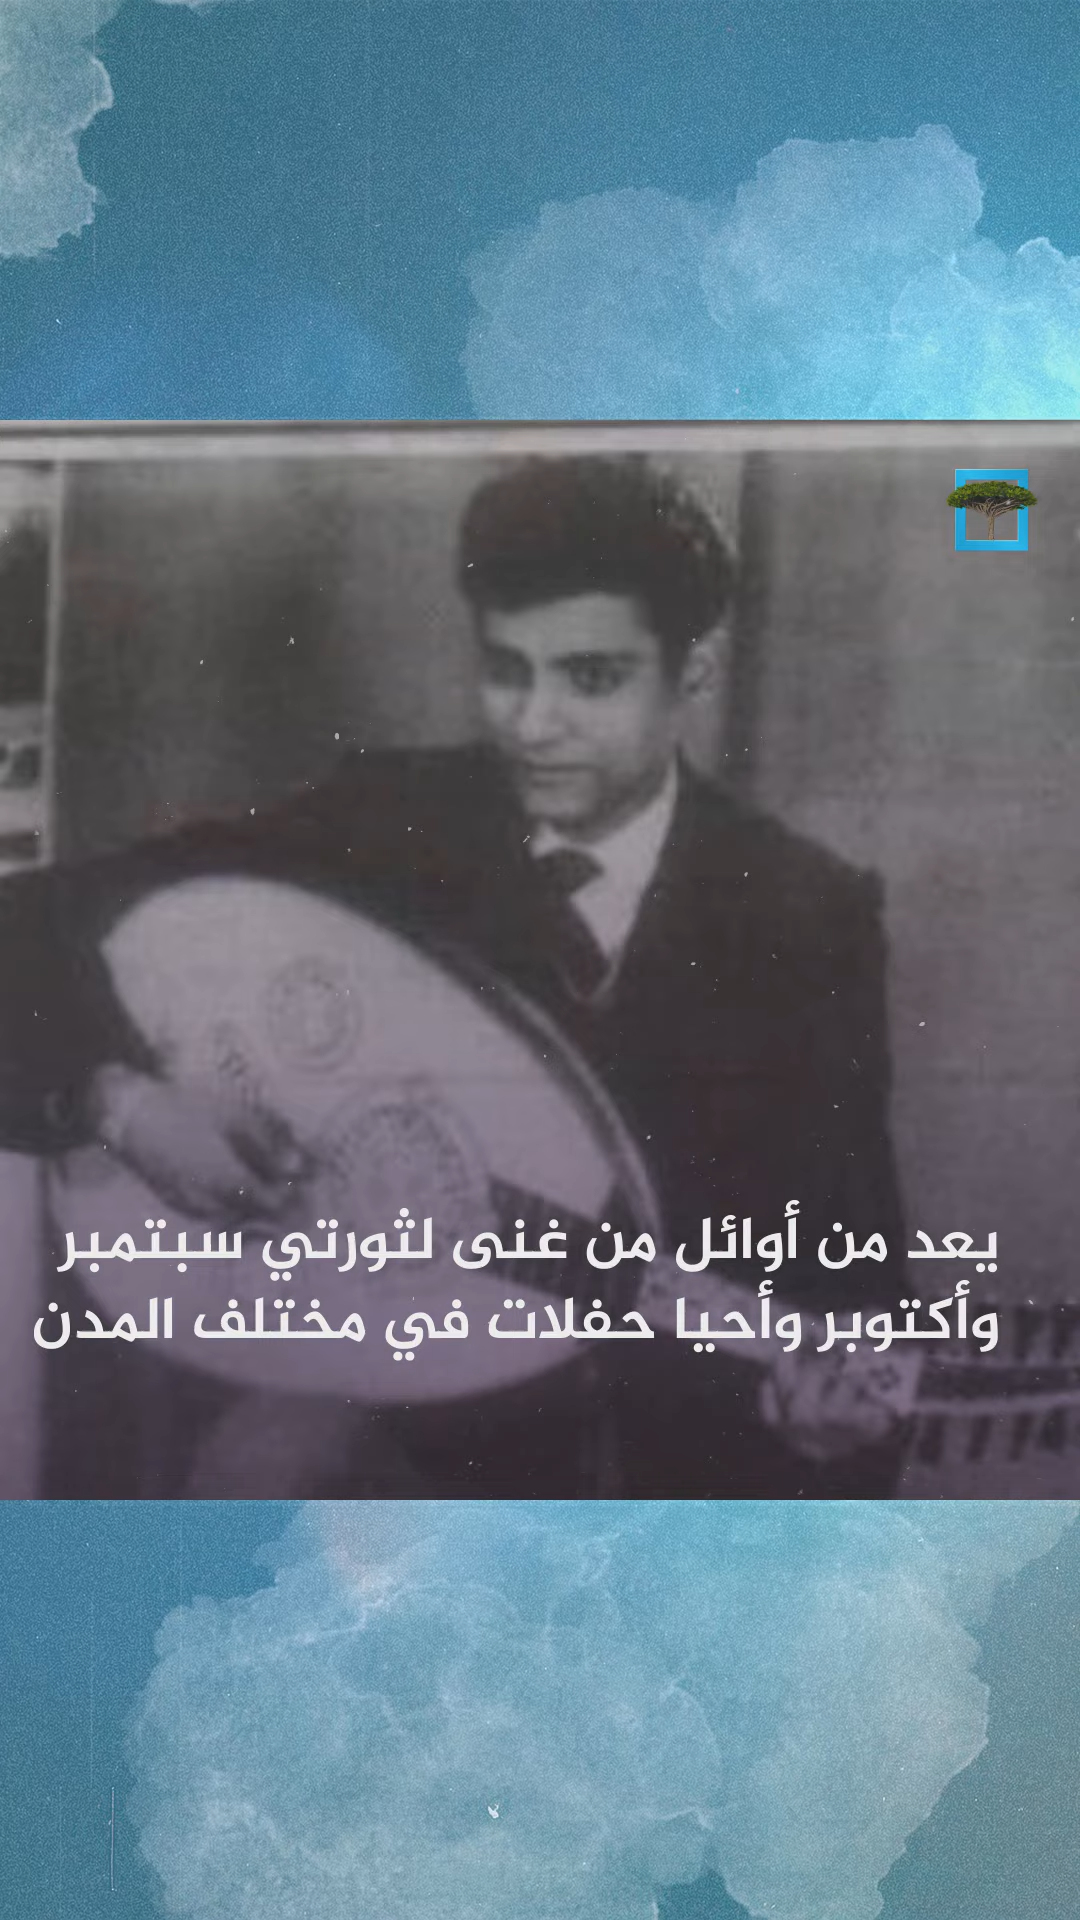 يعد من أوائل من غنى لثورتي سبتمبر
وأكتوبر وأحيا حفلات في مختلف المدن